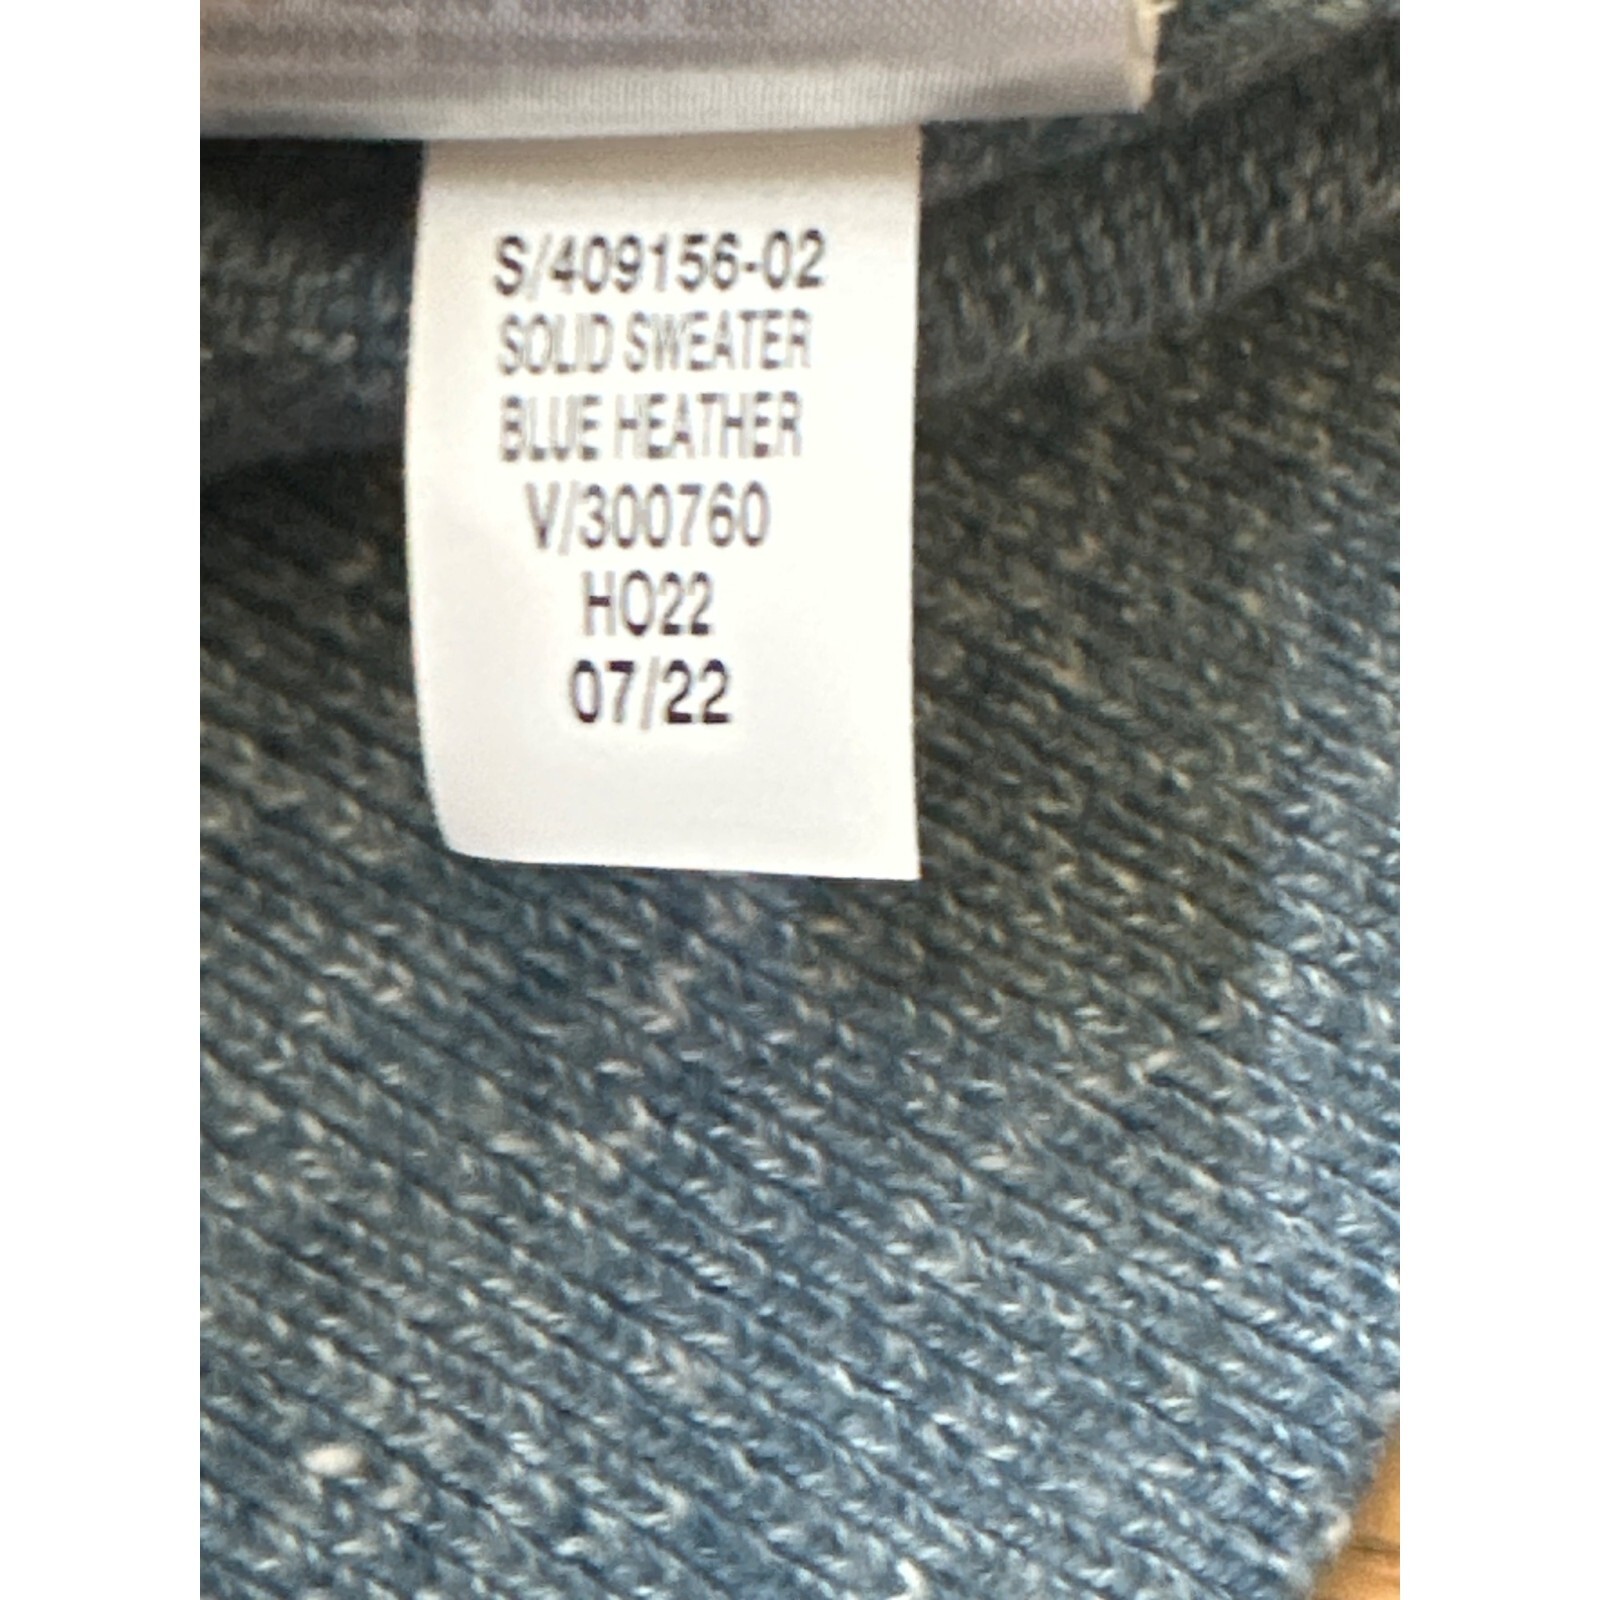 S/409156-02
SOLID SWEATER
BLUE HEATHER
V/300760
HO22
07/22